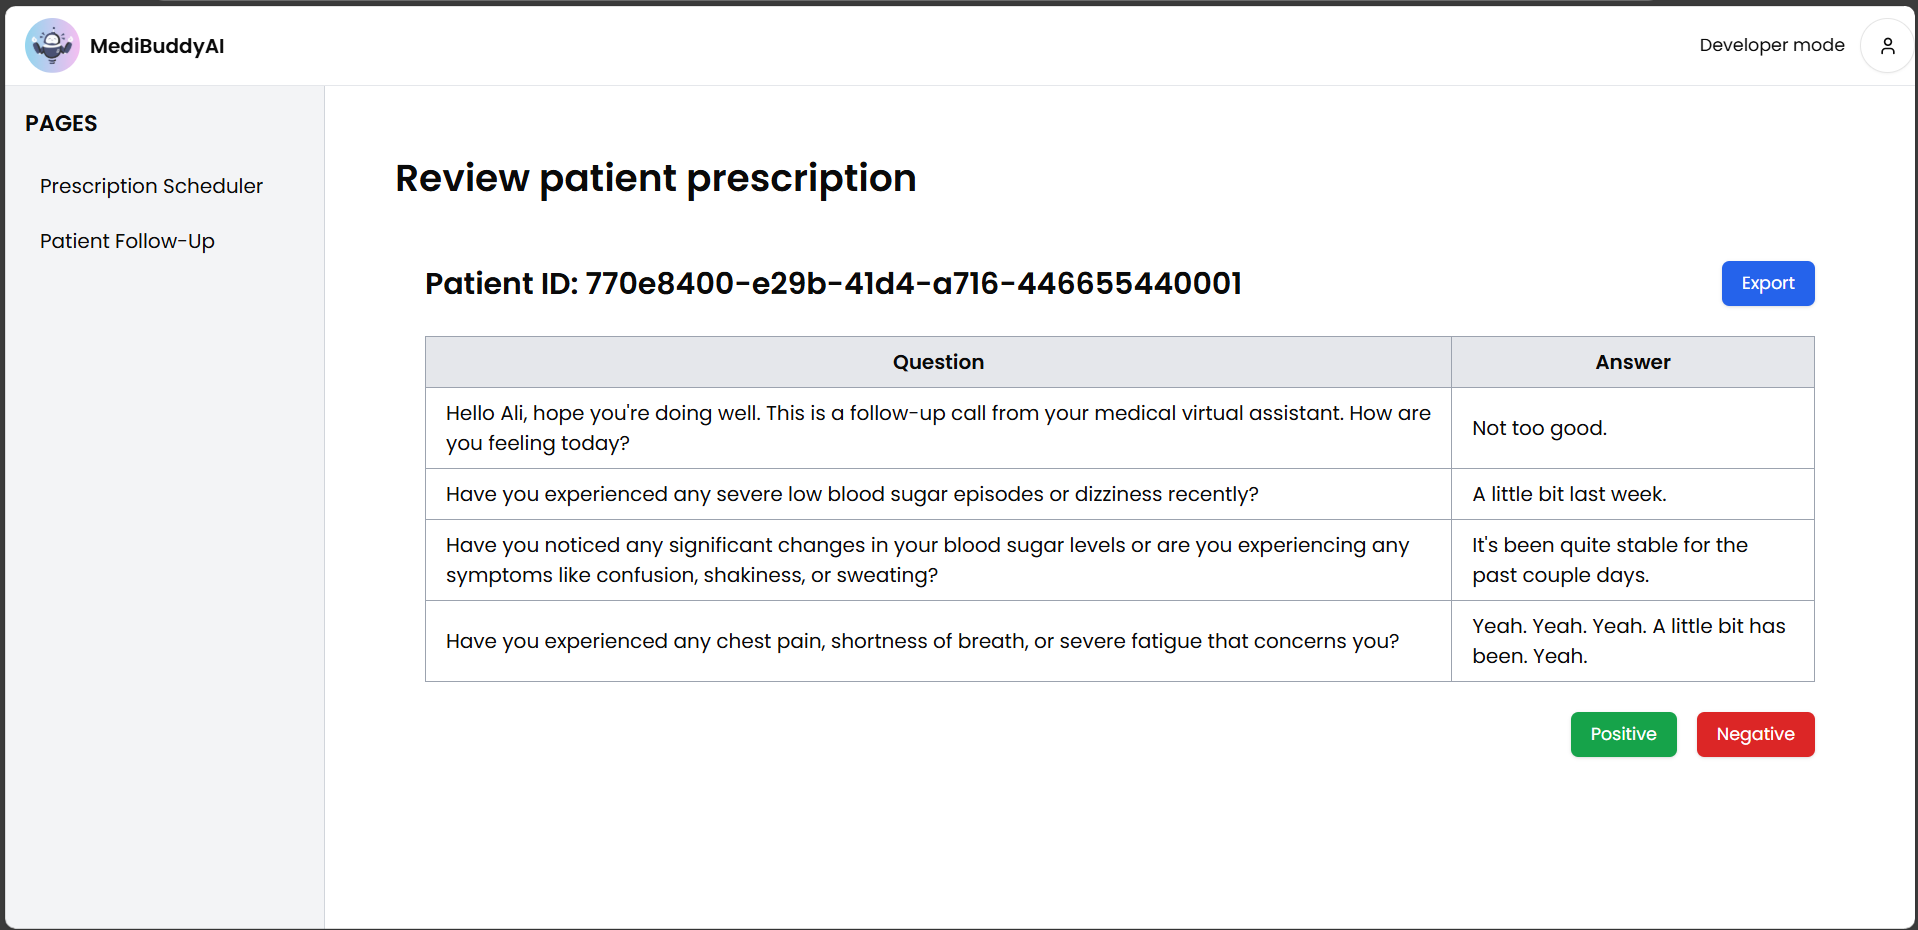 MediBuddyAI
Developer mode
PAGES
Prescription Scheduler
Patient Follow-Up
Review patient prescription
Patient ID: 770e8400-e29b-41d4-a716-446655440001
Export
Question
Answer
Hello Ali, hope you're doing well. This is a follow-up call from your medical virtual assistant. How are
you feeling today?
Not too good.
Have you experienced any severe low blood sugar episodes or dizziness recently?
A little bit last week.
Have you noticed any significant changes in your blood sugar levels or are you experiencing any
symptoms like confusion, shakiness, or sweating?
It's been quite stable for the
past couple days.
Have you experienced any chest pain, shortness of breath, or severe fatigue that concerns you?
Yeah. Yeah. Yeah. A little bit has
been. Yeah.
Positive
Negative